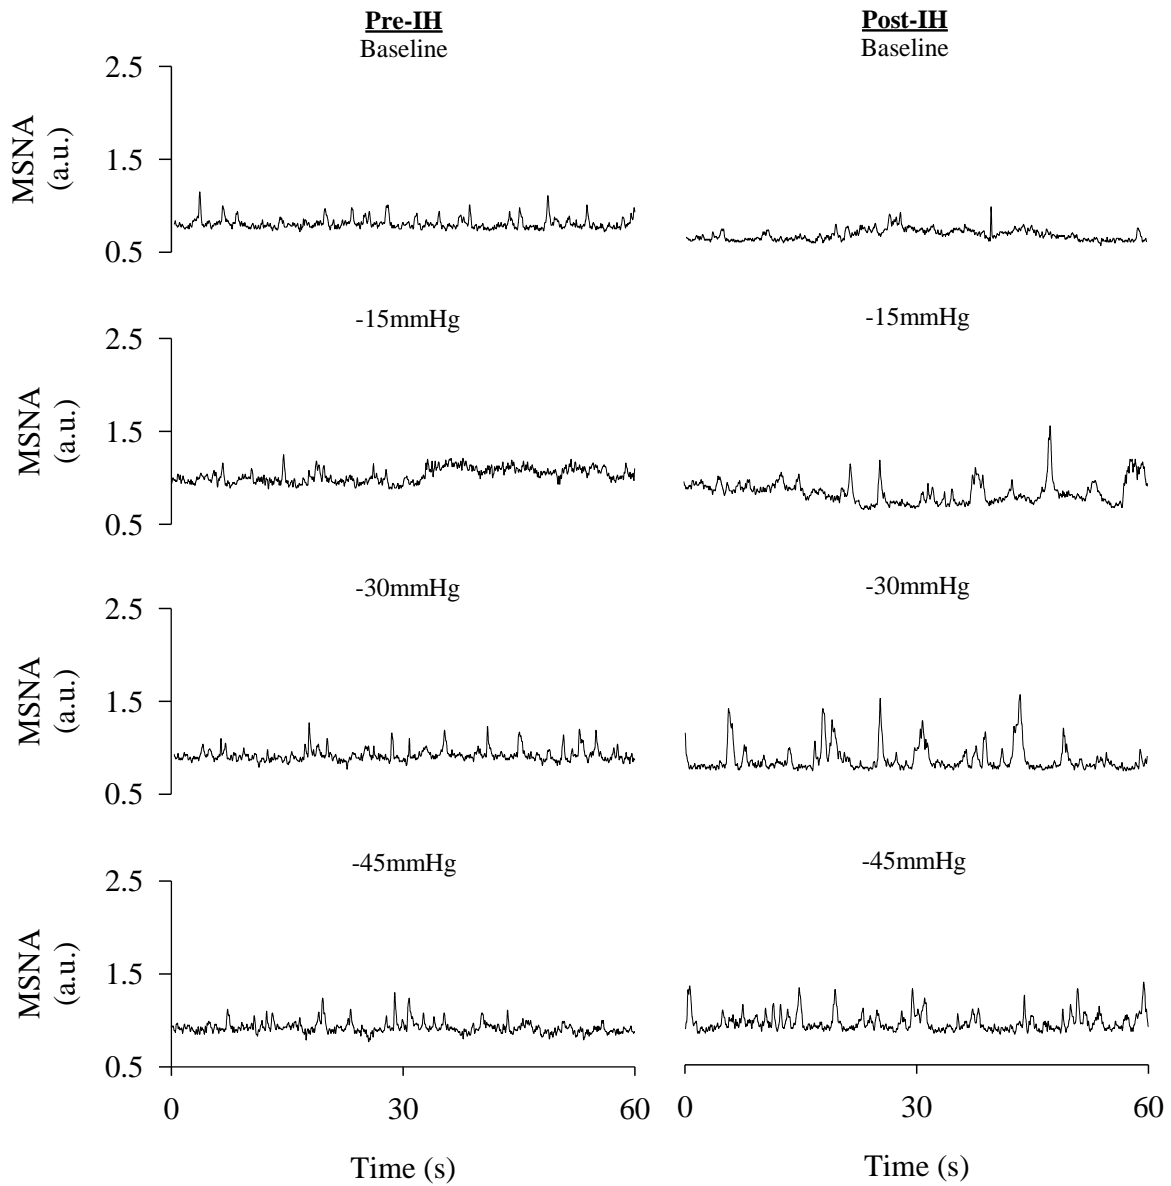 Pre-IH
Baseline
Post-IH
Baseline
MSNA
(a.u.)
2.5
1.5
0.5
-15mmHg
-15mmHg
MSNA
(a.u.)
2.5
1.5
0.5
-30mmHg
-30mmHg
MSNA
(a.u.)
2.5
1.5
0.5
-45mmHg
-45mmHg
MSNA
(a.u.)
2.5
1.5
0.5
0 30 60
0 30 60
Time (s)
Time (s)